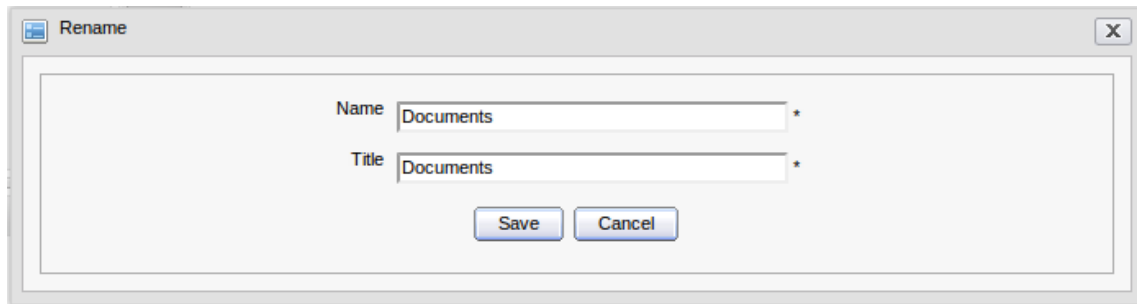 Rename X
Name Documents *
Title Documents *
Save Cancel